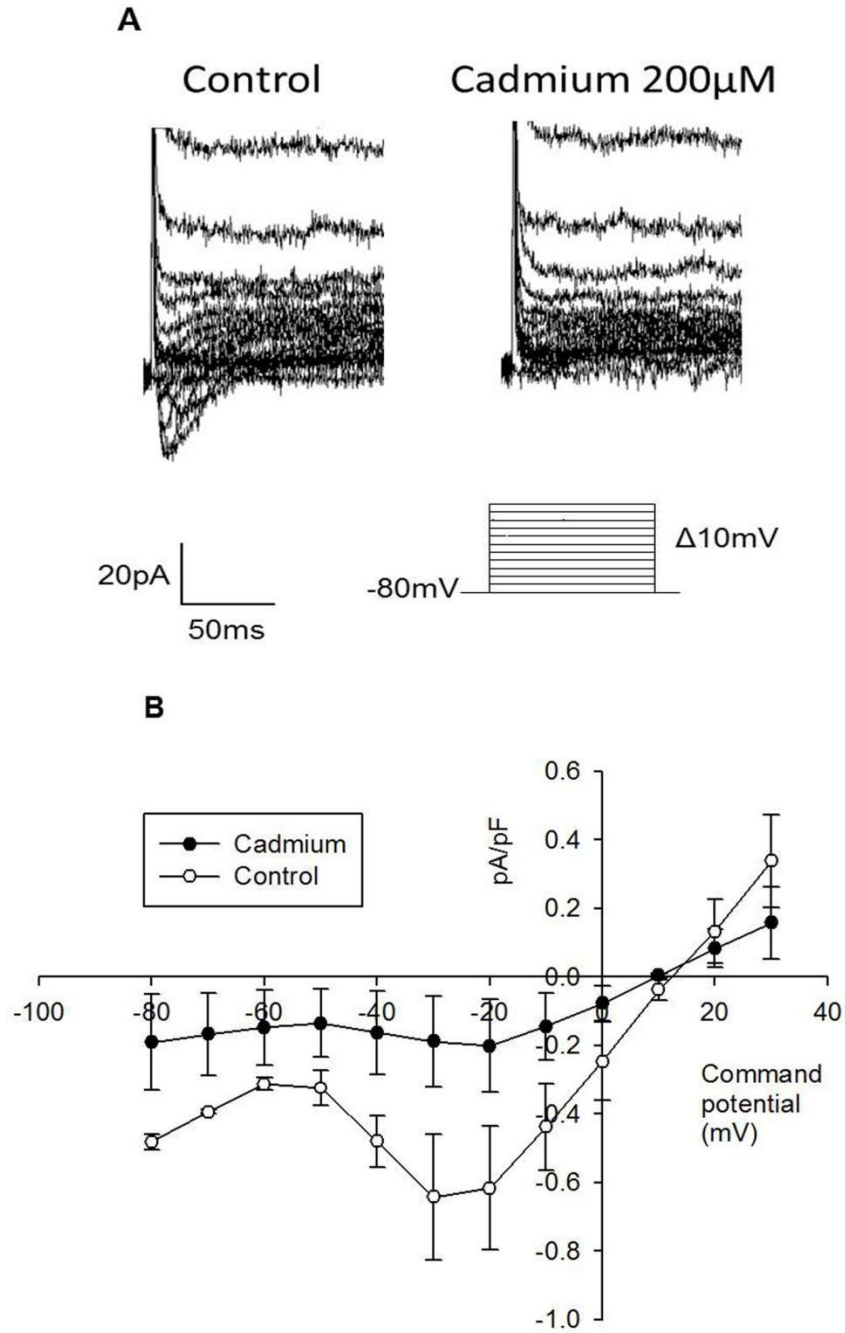 A
Control
Cadmium 200µM
20pA
50ms
-80mV
Δ10mV
B
Cadmium
Control
pA/pF
0.6
0.4
0.2
0.0
-0.2
-0.4
-0.6
-0.8
-1.0
-100
-80
-60
-40
-20
20
40
Command
potential
(mV)